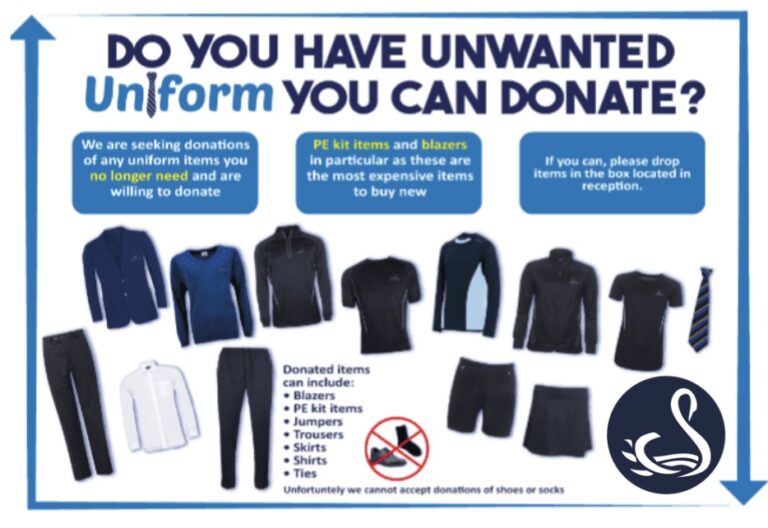 DO YOU HAVE UNWANTED
Uniform YOU CAN DONATE?
We are seeking donations
of any uniform items you
no longer need and are
willing to donate
PE kit items and blazers
in particular as these are
the most expensive items
to buy new
If you can, please drop
items in the box located in
reception.
Donated items
can include:
• Blazers
• PE kit items
• Jumpers
• Trousers
• Skirts
• Shirts
• Ties
Unfortuntely we cannot accept donations of shoes or socks